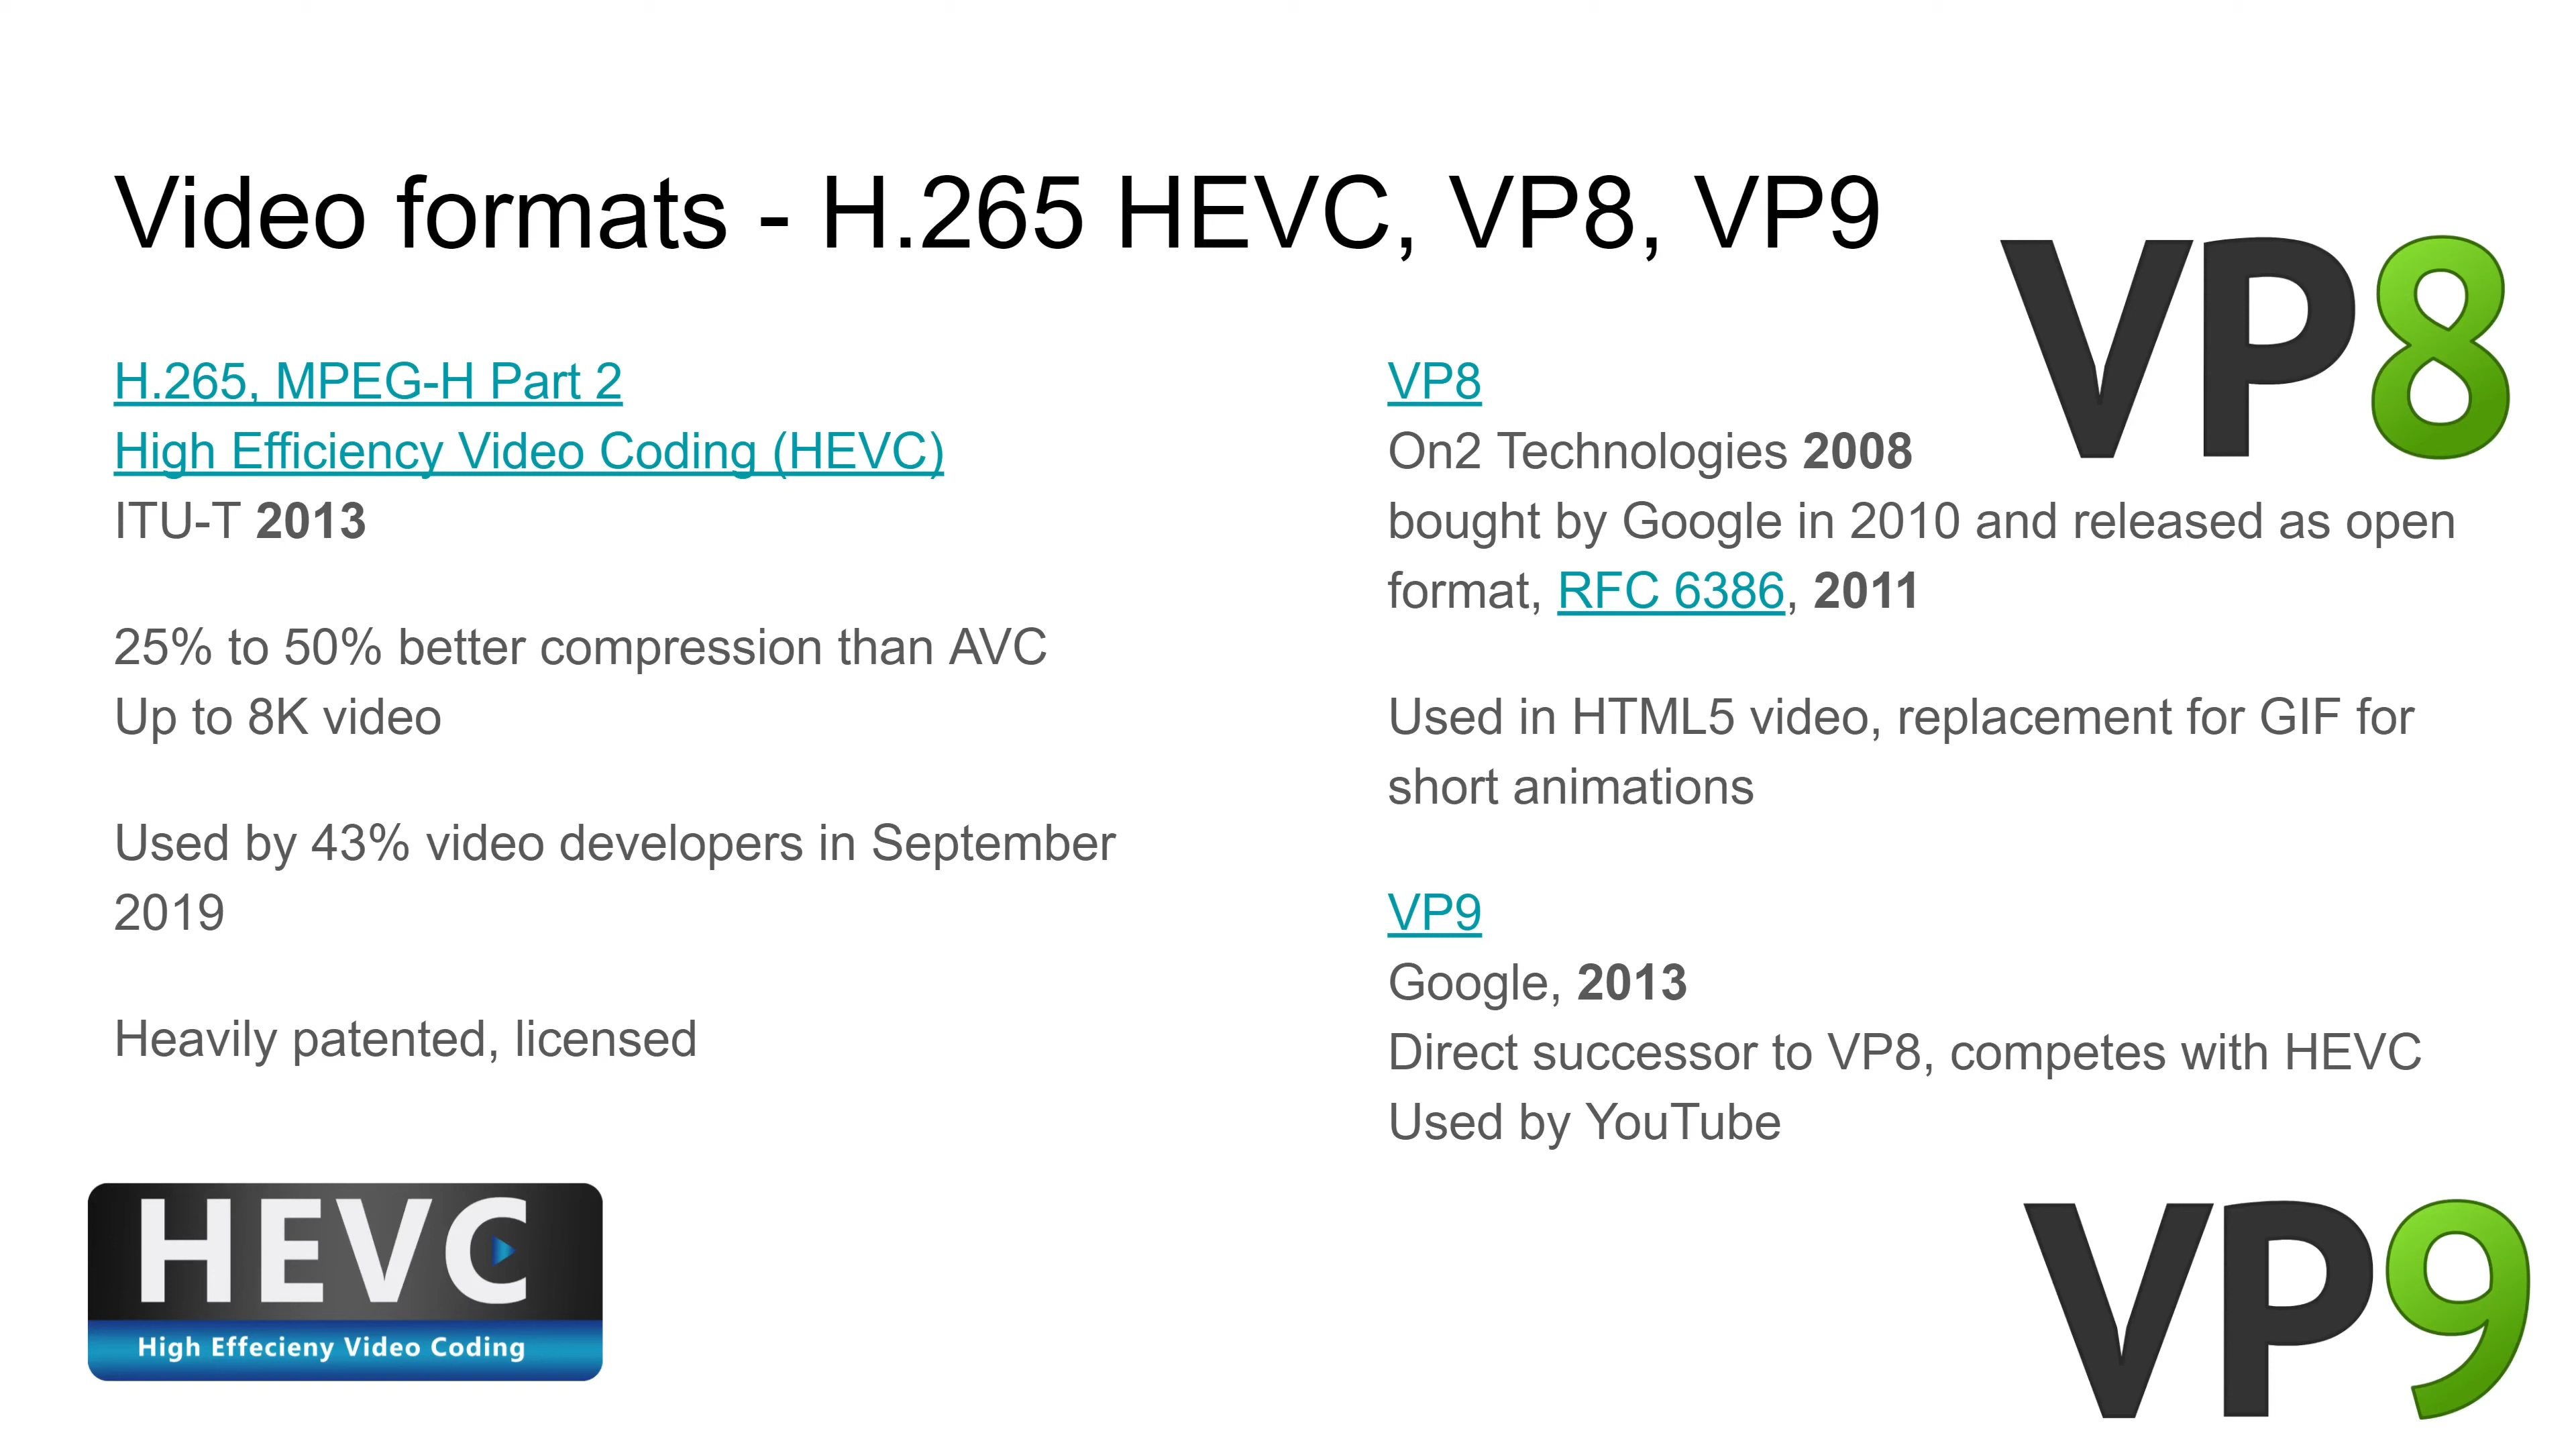 Video formats - H.265 HEVC, VP8, VP9
VP8
H.265, MPEG-H Part 2
High Efficiency Video Coding (HEVC)
ITU-T 2013
25% to 50% better compression than AVC
Up to 8K video
Used by 43% video developers in September
2019
Heavily patented, licensed
HEVC
High Effecieny Video Coding
VP8
On2 Technologies 2008
bought by Google in 2010 and released as open
format, RFC 6386, 2011
Used in HTML5 video, replacement for GIF for
short animations
VP9
Google, 2013
Direct successor to VP8, competes with HEVC
Used by YouTube
VP9